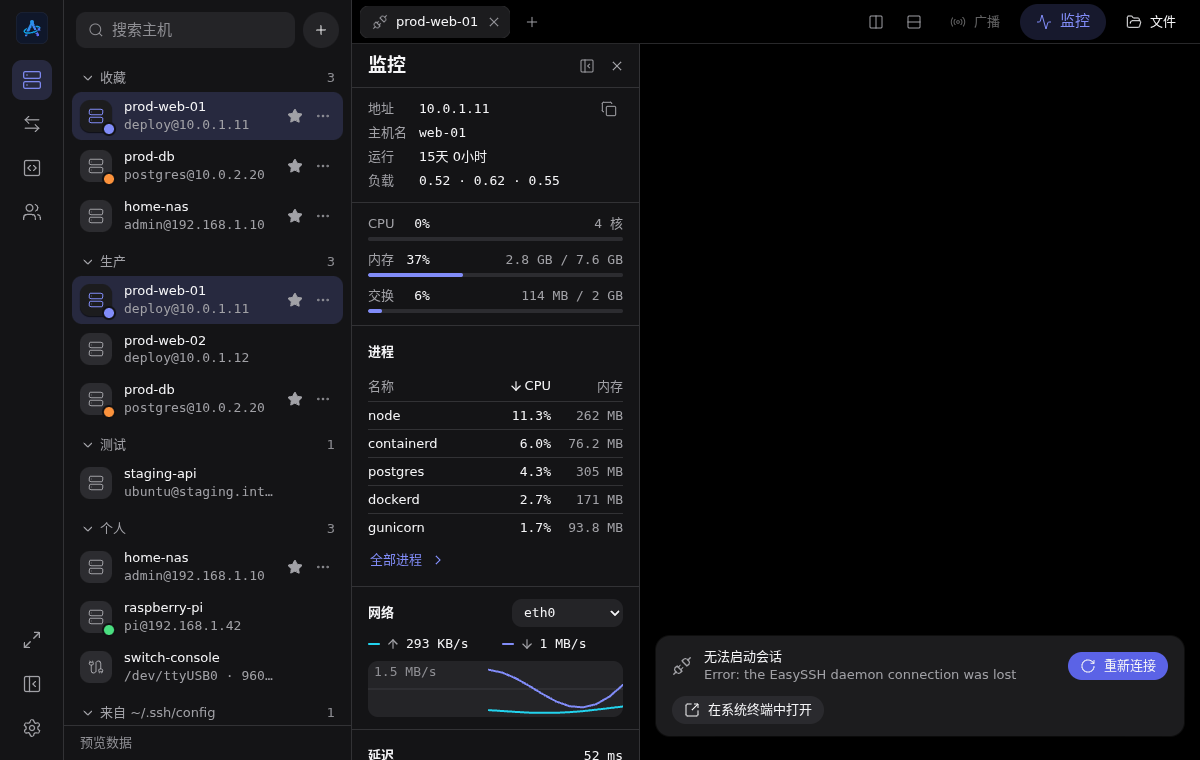 搜索主机
收藏 3
prod-web-01
deploy@10.0.1.11
prod-db
postgres@10.0.2.20
home-nas
admin@192.168.1.10
生产 3
prod-web-01
deploy@10.0.1.11
prod-web-02
deploy@10.0.1.12
prod-db
postgres@10.0.2.20
测试 1
staging-api
ubuntu@staging.int…
个人 3
home-nas
admin@192.168.1.10
raspberry-pi
pi@192.168.1.42
switch-console
/dev/ttyUSB0 · 960…
来自 ~/.ssh/config 1
预览数据
prod-web-01
广播
监控
文件
监控
地址 10.0.1.11
主机名 web-01
运行 15天 0小时
负载 0.52 · 0.62 · 0.55
CPU 0% 4 核
内存 37% 2.8 GB / 7.6 GB
交换 6% 114 MB / 2 GB
进程
名称 CPU 内存
node 11.3% 262 MB
containerd 6.0% 76.2 MB
postgres 4.3% 305 MB
dockerd 2.7% 171 MB
gunicorn 1.7% 93.8 MB
全部进程
网络 eth0
293 KB/s 1 MB/s
1.5 MB/s
延迟 52 ms
无法启动会话
Error: the EasySSH daemon connection was lost
重新连接
在系统终端中打开